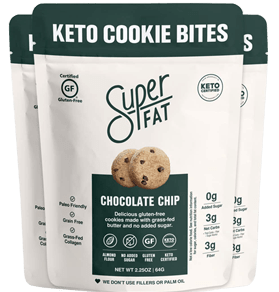 KETO COOKIE BITES
Certified
GF
Gluten-Free
Super
FAT
KETO
CERTIFIED
CHOCOLATE CHIP
Delicious gluten-free
cookies made with grass-fed
butter and no added sugar.
Paleo Friendly
Grain Free
Grass-Fed
Collagen
0g
Added Sugar
3g
Net Carbs
3g
Fiber
GF
KETO
ALMOND
FLOUR
NO ADDED
SUGAR
GLUTEN
FREE
KETO
CERTIFIED
NET WT 2.25OZ / 64G
WE DON'T USE FILLERS OR PALM OIL